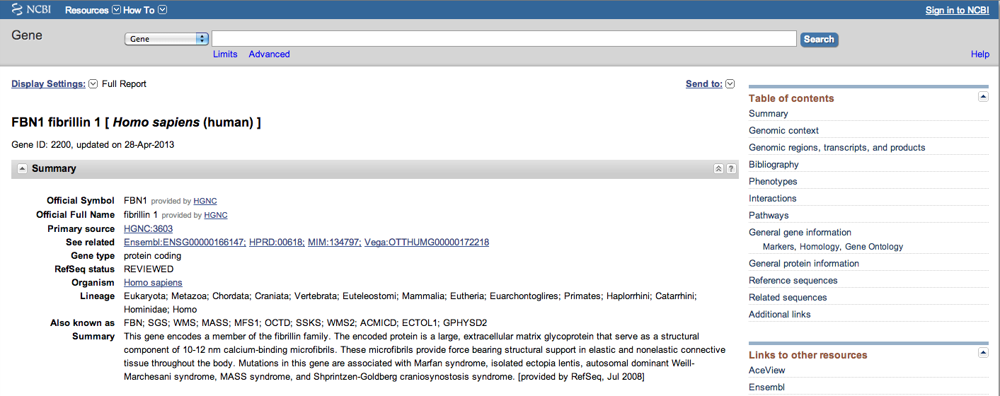 NCBI Resources How To Sign in to NCBI
Gene Gene Search
Limits Advanced Help
Display Settings: Full Report Send to:
FBN1 fibrillin 1 [ Homo sapiens (human) ]
Gene ID: 2200, updated on 28-Apr-2013
Summary ?
Official Symbol FBN1 provided by HGNC
Official Full Name fibrillin 1 provided by HGNC
Primary source HGNC:3603
See related Ensembl:ENSG00000166147; HPRD:00618; MIM:134797; Vega:OTTHUMG00000172218
Gene type protein coding
RefSeq status REVIEWED
Organism Homo sapiens
Lineage Eukaryota; Metazoa; Chordata; Craniata; Vertebrata; Euteleostomi; Mammalia; Eutheria; Euarchontoglires; Primates; Haplorrhini; Catarrhini;
Hominidae; Homo
Also known as FBN; SGS; WMS; MASS; MFS1; OCTD; SSKS; WMS2; ACMICD; ECTOL1; GPHYSD2
Summary This gene encodes a member of the fibrillin family. The encoded protein is a large, extracellular matrix glycoprotein that serve as a structural
component of 10-12 nm calcium-binding microfibrils. These microfibrils provide force bearing structural support in elastic and nonelastic connective
tissue throughout the body. Mutations in this gene are associated with Marfan syndrome, isolated ectopia lentis, autosomal dominant Weill-
Marchesani syndrome, MASS syndrome, and Shprintzen-Goldberg craniosynostosis syndrome. [provided by RefSeq, Jul 2008]
Table of contents
Summary
Genomic context
Genomic regions, transcripts, and products
Bibliography
Phenotypes
Interactions
Pathways
General gene information
Markers, Homology, Gene Ontology
General protein information
Reference sequences
Related sequences
Additional links
Links to other resources
AceView
Ensembl